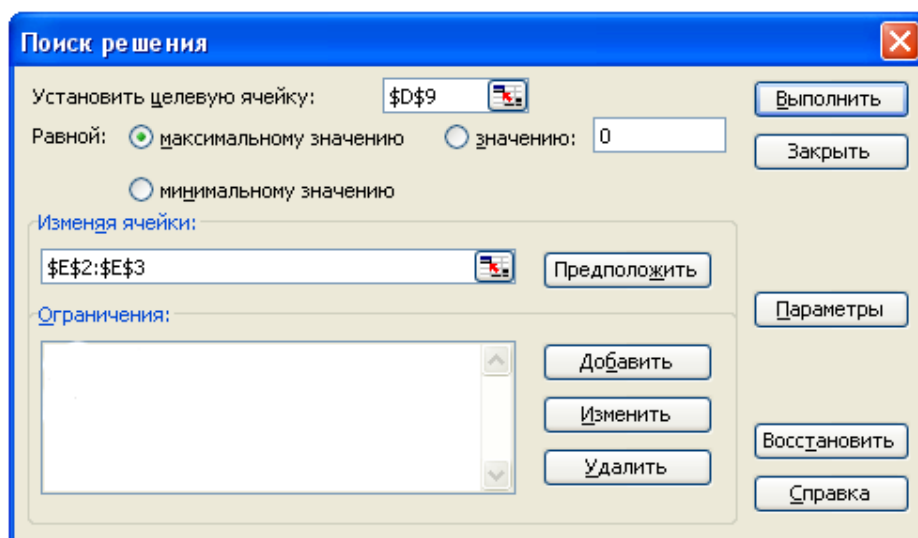 Поиск решения
Установить целевую ячейку: $D$9
Выполнить
Равной: максимальному значению значению: 0
Закрыть
минимальному значению
Изменяя ячейки:
$E$2:$E$3 Предположить
Ограничения:
Параметры
Добавить
Изменить
Восстановить
Удалить
Справка